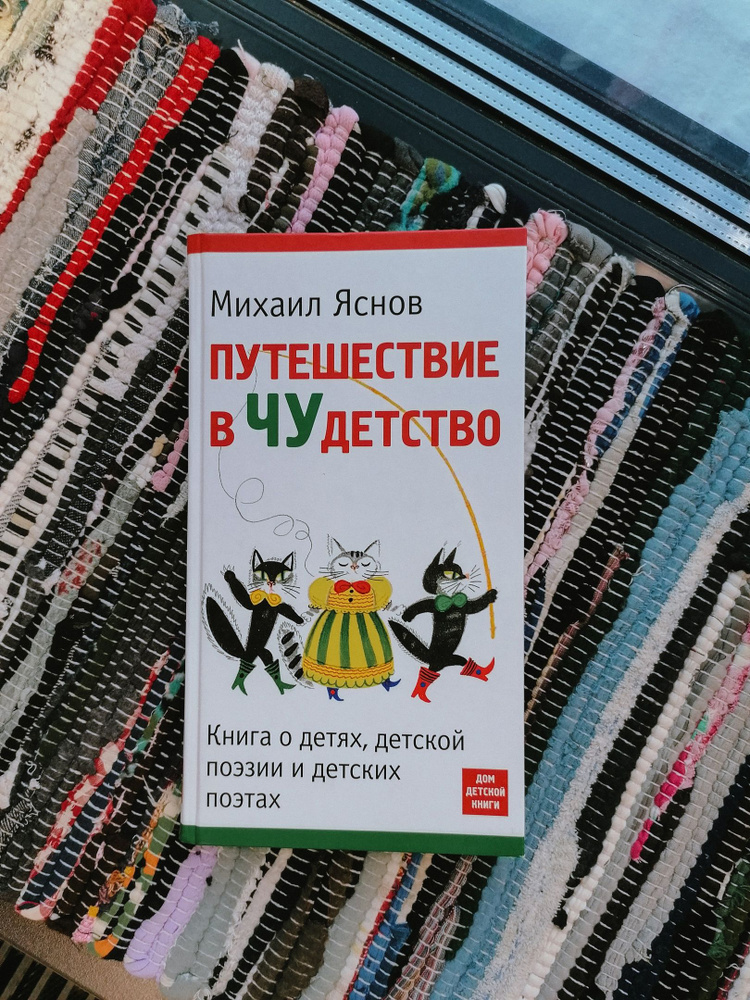 Михаил Яснов
ПУТЕШЕСТВИЕ
в ЧУДЕТСТВО
Книга о детях, детской
поэзии и детских
поэтах
ДОМ
ДЕТСКОЙ
КНИГИ